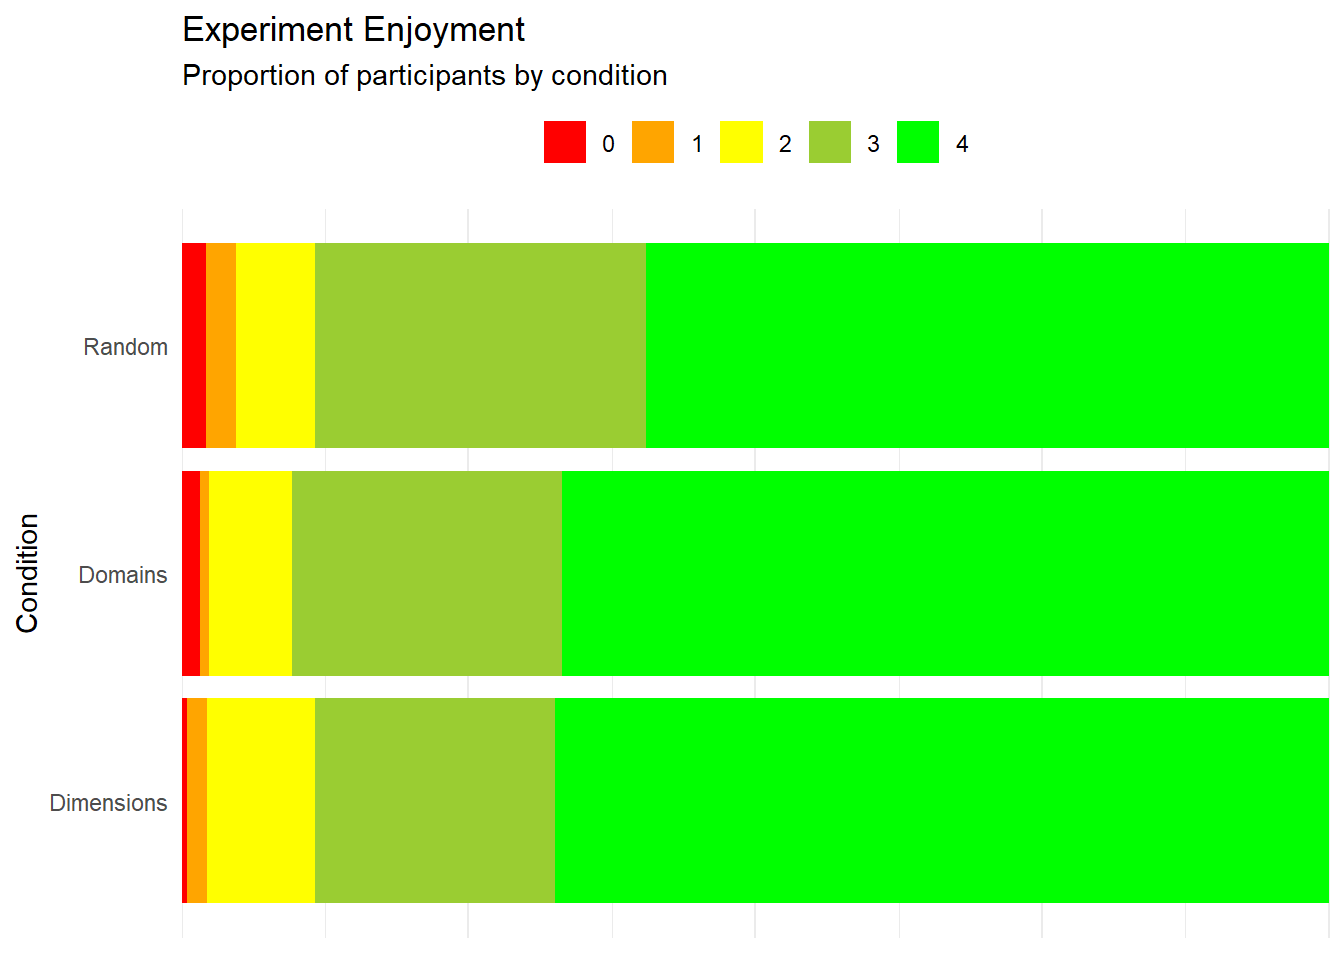 Experiment Enjoyment
Proportion of participants by condition
0 1 2 3 4
Random
Domains
Dimensions
Condition